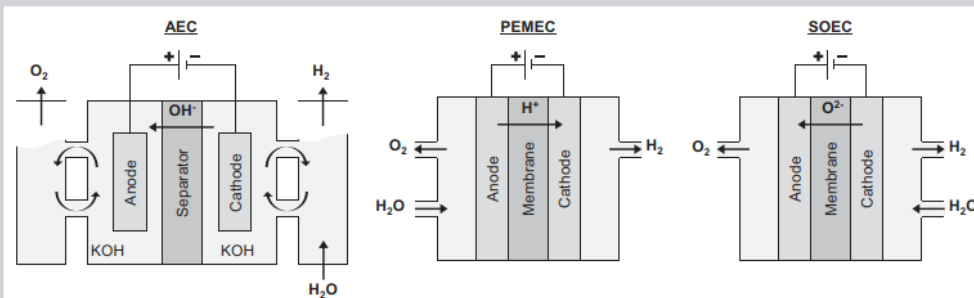 AEC
+ −
O₂
H₂
OH⁻
Anode
Separator
Cathode
KOH
KOH
H₂O
PEMEC
+ −
H⁺
O₂
H₂
H₂O
Anode
Membrane
Cathode
SOEC
+ −
O²⁻
O₂
H₂
H₂O
Anode
Membrane
Cathode